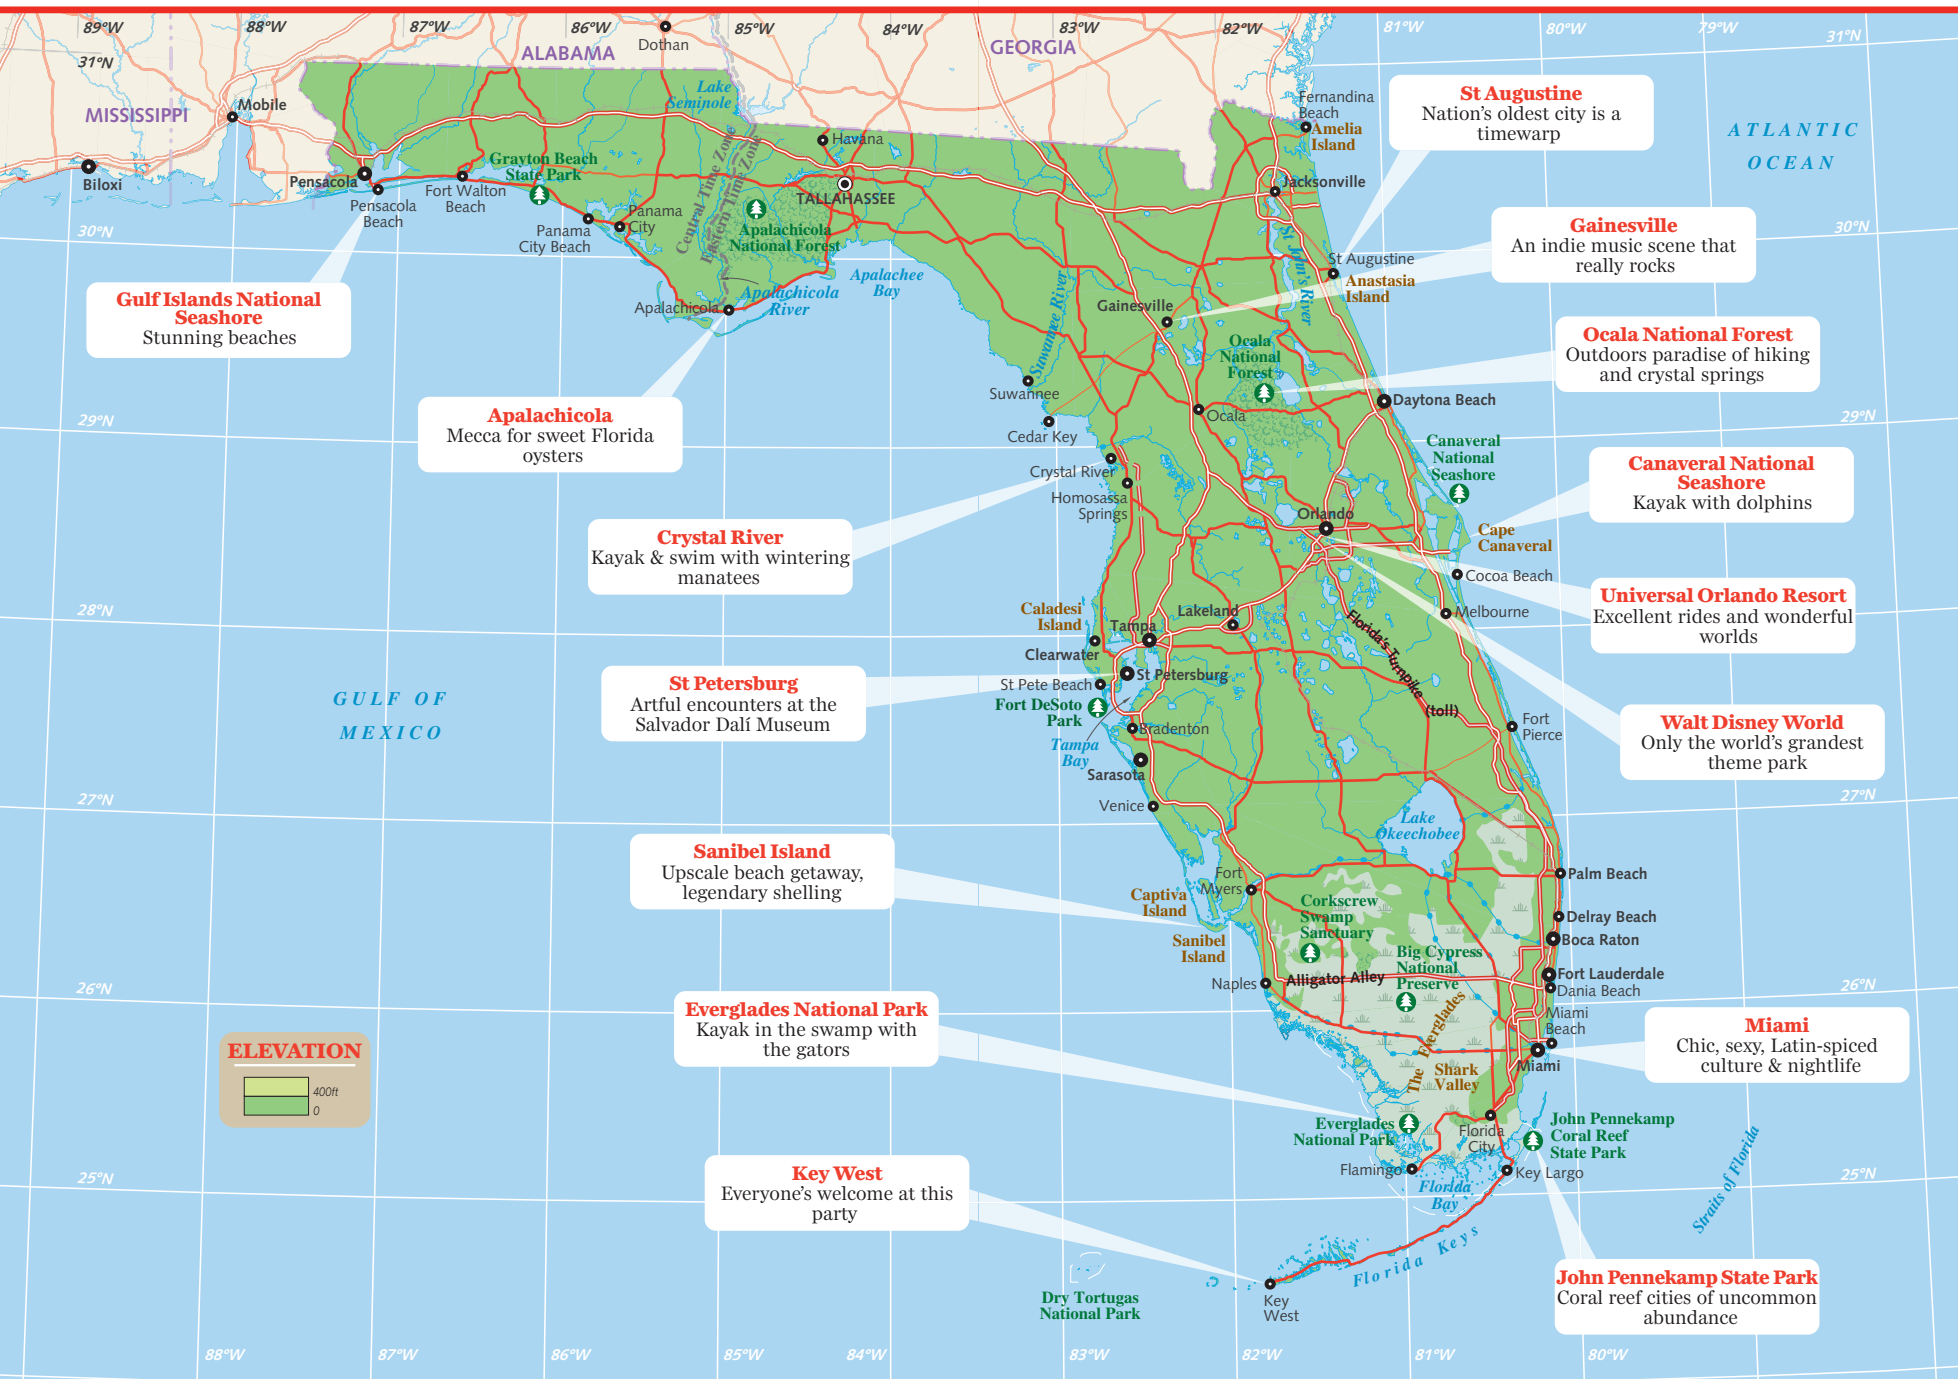 89°W
88°W
87°W
86°W
85°W
84°W
83°W
82°W
81°W
80°W
79°W
31°N
31°N
Dothan
ALABAMA
GEORGIA
MISSISSIPPI
Mobile
Biloxi
Lake
Seminole
Havana
Fernandina
Beach
Amelia
Island
St Augustine
Nation's oldest city is a
timewarp
ATLANTIC
OCEAN
Pensacola
Pensacola
Beach
Fort Walton
Beach
Grayton Beach
State Park
Panama
City
Panama
City Beach
Central Time Zone
Eastern Time Zone
TALLAHASSEE
Apalachicola
National Forest
Jacksonville
St John's River
30°N
30°N
Gainesville
An indie music scene that
really rocks
St Augustine
Anastasia
Island
Apalachee
Bay
Apalachicola
River
Apalachicola
Gulf Islands National
Seashore
Stunning beaches
Gainesville
Suwannee River
Ocala
National
Forest
Ocala National Forest
Outdoors paradise of hiking
and crystal springs
Suwannee
Ocala
Daytona Beach
Apalachicola
Mecca for sweet Florida
oysters
29°N
29°N
Cedar Key
Crystal River
Homosassa
Springs
Canaveral
National
Seashore
Canaveral National
Seashore
Kayak with dolphins
Crystal River
Kayak & swim with wintering
manatees
Orlando
Cape
Canaveral
Cocoa Beach
Melbourne
Universal Orlando Resort
Excellent rides and wonderful
worlds
28°N
Caladesi
Island
Lakeland
Tampa
Clearwater
Florida's Turnpike
(toll)
St Petersburg
Artful encounters at the
Salvador Dalí Museum
St Pete Beach
St Petersburg
Fort DeSoto
Park
Bradenton
Tampa
Bay
Sarasota
Venice
GULF OF
MEXICO
Fort
Pierce
Walt Disney World
Only the world's grandest
theme park
27°N
27°N
Lake
Okeechobee
Sanibel Island
Upscale beach getaway,
legendary shelling
Fort
Myers
Captiva
Island
Sanibel
Island
Palm Beach
Delray Beach
Boca Raton
Fort Lauderdale
Dania Beach
Miami
Beach
Miami
Corkscrew
Swamp
Sanctuary
Big Cypress
National
Preserve
Naples
Alligator Alley
26°N
26°N
The Everglades
Shark
Valley
Everglades National Park
Kayak in the swamp with
the gators
Miami
Chic, sexy, Latin-spiced
culture & nightlife
ELEVATION
400ft
0
Everglades
National Park
Florida
City
John Pennekamp
Coral Reef
State Park
Flamingo
Key Largo
Florida
Bay
25°N
25°N
Straits of Florida
Key West
Everyone's welcome at this
party
Florida Keys
Key
West
Dry Tortugas
National Park
John Pennekamp State Park
Coral reef cities of uncommon
abundance
88°W
87°W
86°W
85°W
84°W
83°W
82°W
81°W
80°W